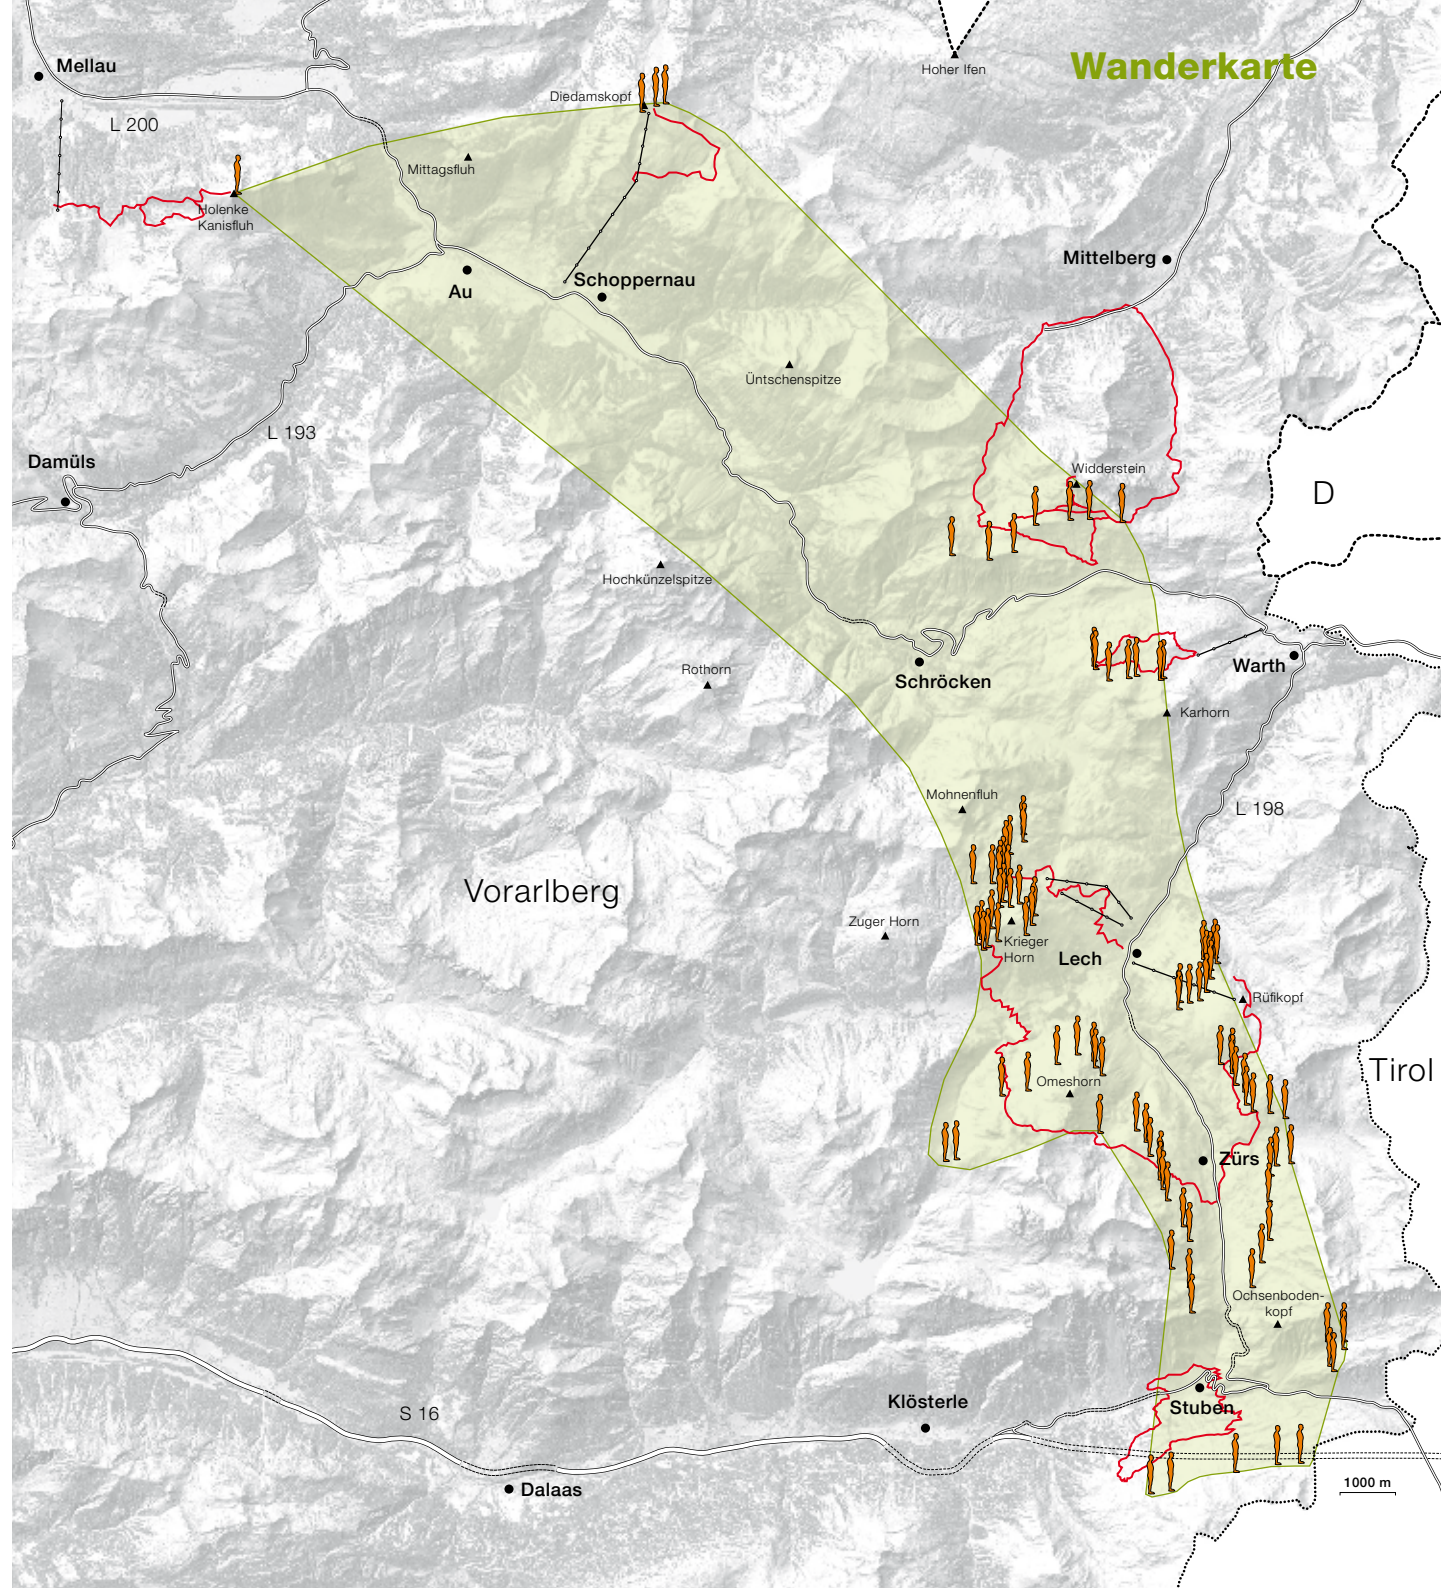 Wanderkarte
Mellau
Hoher Ifen
Diedamskopf
L 200
Mittagsfluh
Holenke
Kanisfluh
Mittelberg
Schoppernau
Au
Üntschenspitze
L 193
Damüls
Widderstein
D
Hochkünzelspitze
Rothorn
Schröcken
Warth
Karhorn
Mohnenfluh
L 198
Vorarlberg
Zuger Horn
Krieger
Horn
Lech
Rüfikopf
Omeshorn
Tirol
Zürs
Ochsenboden-
kopf
Klösterle
Stuben
S 16
Dalaas
1000 m